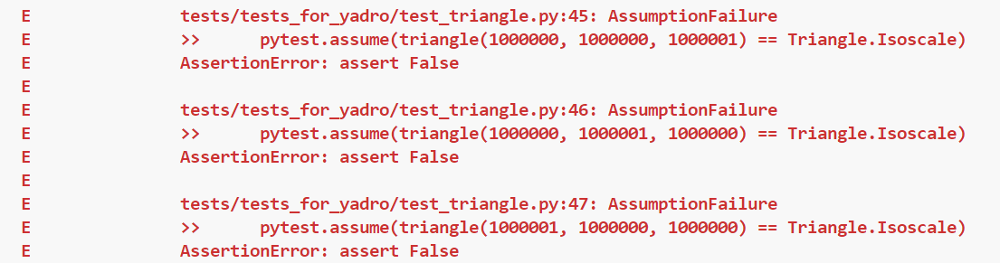 E tests/tests_for_yadro/test_triangle.py:45: AssumptionFailure
E >> pytest.assume(triangle(1000000, 1000000, 1000001) == Triangle.Isoscale)
E AssertionError: assert False
E
E tests/tests_for_yadro/test_triangle.py:46: AssumptionFailure
E >> pytest.assume(triangle(1000000, 1000001, 1000000) == Triangle.Isoscale)
E AssertionError: assert False
E
E tests/tests_for_yadro/test_triangle.py:47: AssumptionFailure
E >> pytest.assume(triangle(1000001, 1000000, 1000000) == Triangle.Isoscale)
E AssertionError: assert False